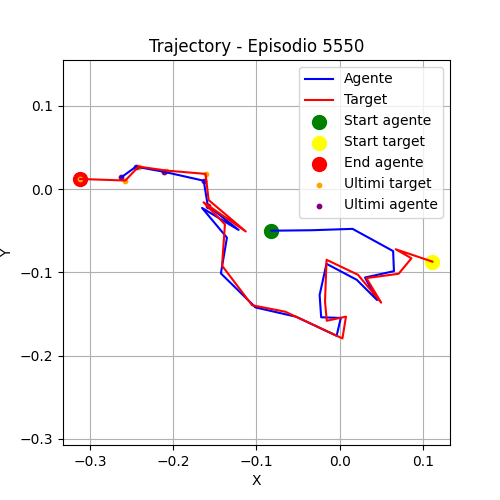 Trajectory - Episodio 5550
Agente
Target
Start agente
Start target
End agente
Ultimi target
Ultimi agente
0.1
0.0
−0.1
−0.2
−0.3
Y
−0.3
−0.2
−0.1
0.0
0.1
X